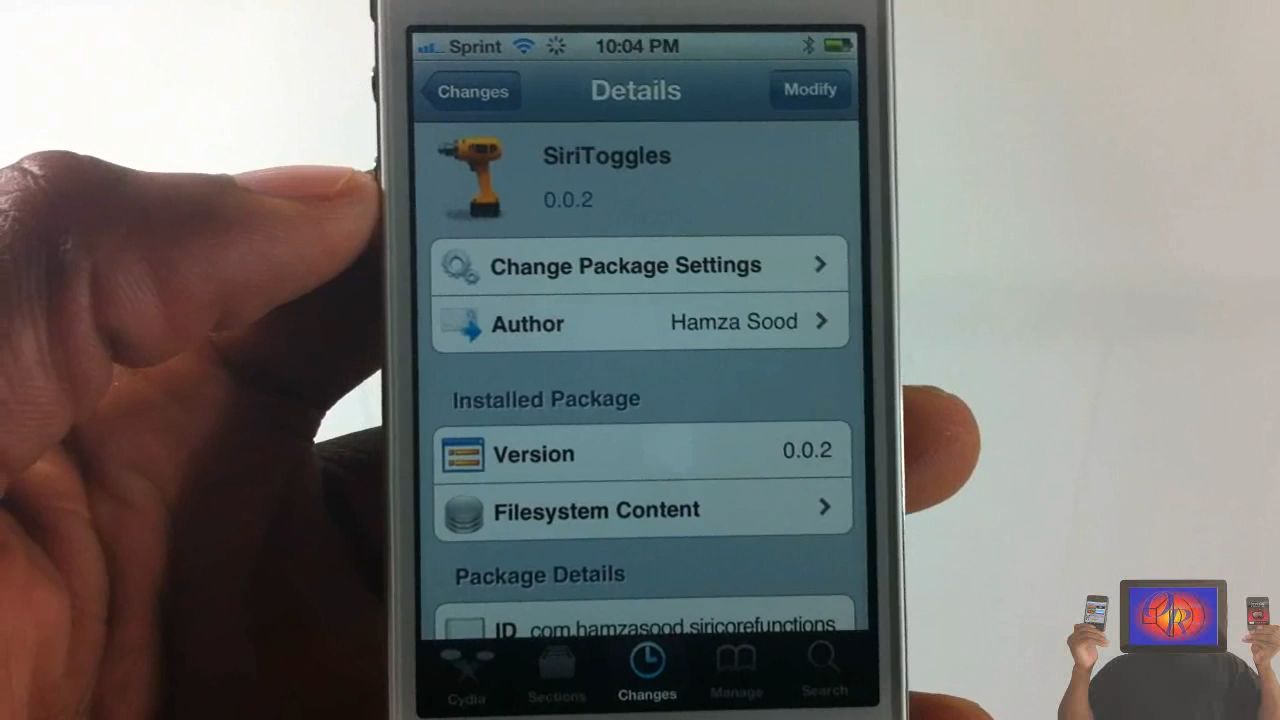 Sprint 10:04 PM
Changes Details Modify
SiriToggles
0.0.2
Change Package Settings
Author Hamza Sood
Installed Package
Version 0.0.2
Filesystem Content
Package Details
ID com.hamzasood.siricorefunctions
Cydia Sections Changes Manage Search